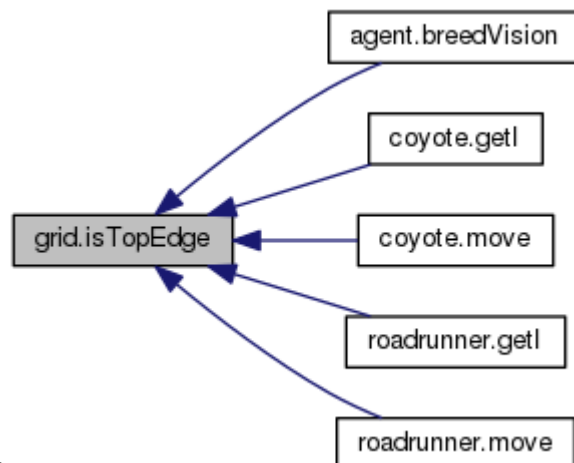 agent.breedVision
coyote.getI
grid.isTopEdge
coyote.move
roadrunner.getI
roadrunner.move